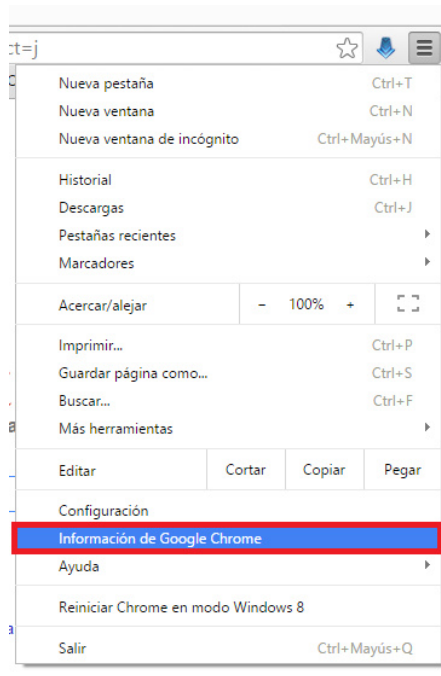 ct=j
Nueva pestaña Ctrl+T
Nueva ventana Ctrl+N
Nueva ventana de incógnito Ctrl+Mayús+N
Historial Ctrl+H
Descargas Ctrl+J
Pestañas recientes
Marcadores
Acercar/alejar - 100% +
Imprimir... Ctrl+P
Guardar página como... Ctrl+S
Buscar... Ctrl+F
Más herramientas
Editar Cortar Copiar Pegar
Configuración
Información de Google Chrome
Ayuda
Reiniciar Chrome en modo Windows 8
Salir Ctrl+Mayús+Q